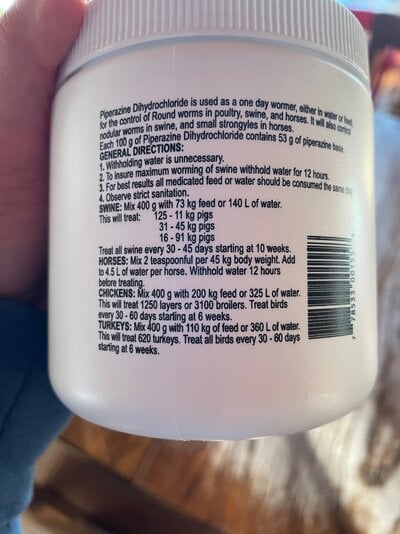 Piperazine Dihydrochloride is used as a one day wormer, either in water or feed,
for the control of Round worms in poultry, swine, and horses. It will also control
nodular worms in swine, and small strongyles in horses.
Each 100 g of Piperazine Dihydrochloride contains 53 g of piperazine base.
GENERAL DIRECTIONS:
1. Withholding water is unnecessary.
2. To insure maximum worming of swine withhold water for 12 hours.
3. For best results all medicated feed or water should be consumed the same day.
4. Observe strict sanitation.
SWINE: Mix 400 g with 73 kg feed or 140 L of water.
This will treat: 125 - 11 kg pigs
31 - 45 kg pigs
16 - 91 kg pigs
Treat all swine every 30 - 45 days starting at 10 weeks.
HORSES: Mix 2 teaspoonful per 45 kg body weight. Add
to 4.5 L of water per horse. Withhold water 12 hours
before treating.
CHICKENS: Mix 400 g with 200 kg feed or 325 L of water.
This will treat 1250 layers or 3100 broilers. Treat birds
every 30 - 60 days starting at 6 weeks.
TURKEYS: Mix 400 g with 110 kg of feed or 360 L of water.
This will treat 620 turkeys. Treat all birds every 30 - 60 days
starting at 6 weeks.